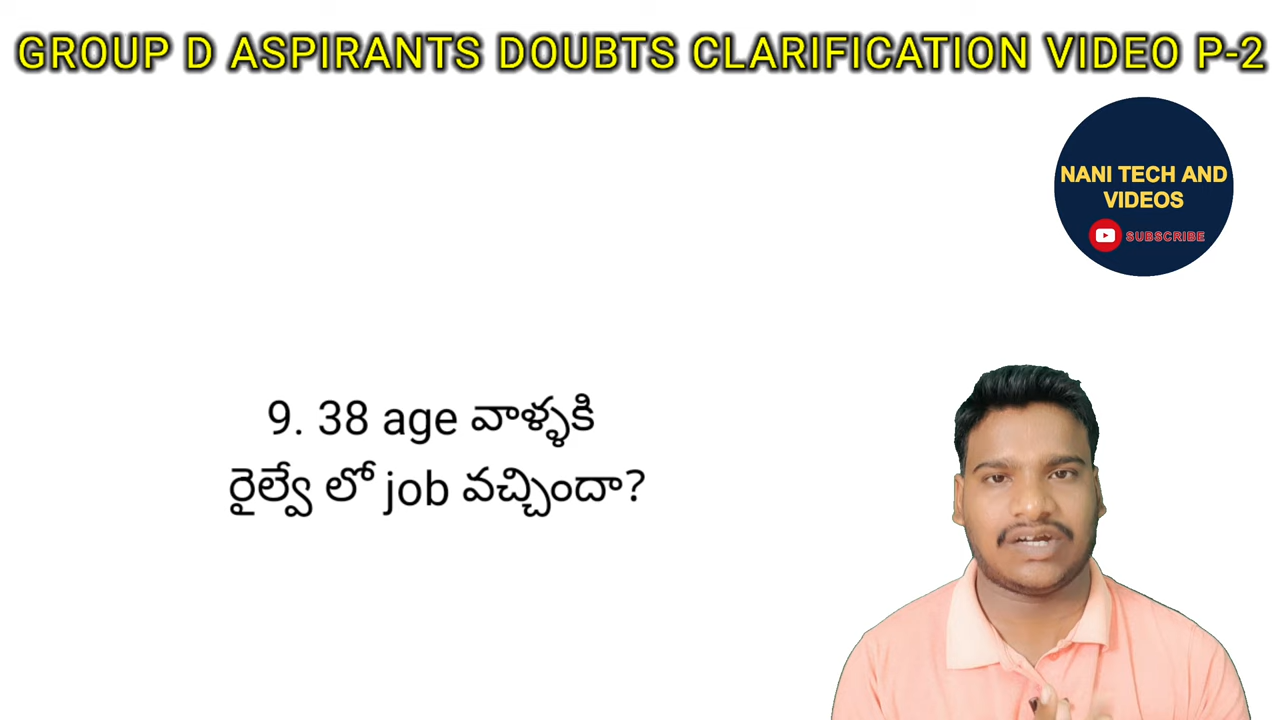 GROUP D ASPIRANTS DOUBTS CLARIFICATION VIDEO P-2
NANI TECH AND
VIDEOS
SUBSCRIBE
9. 38 age వాళ్ళకి
రైల్వే లో job వచ్చిందా?